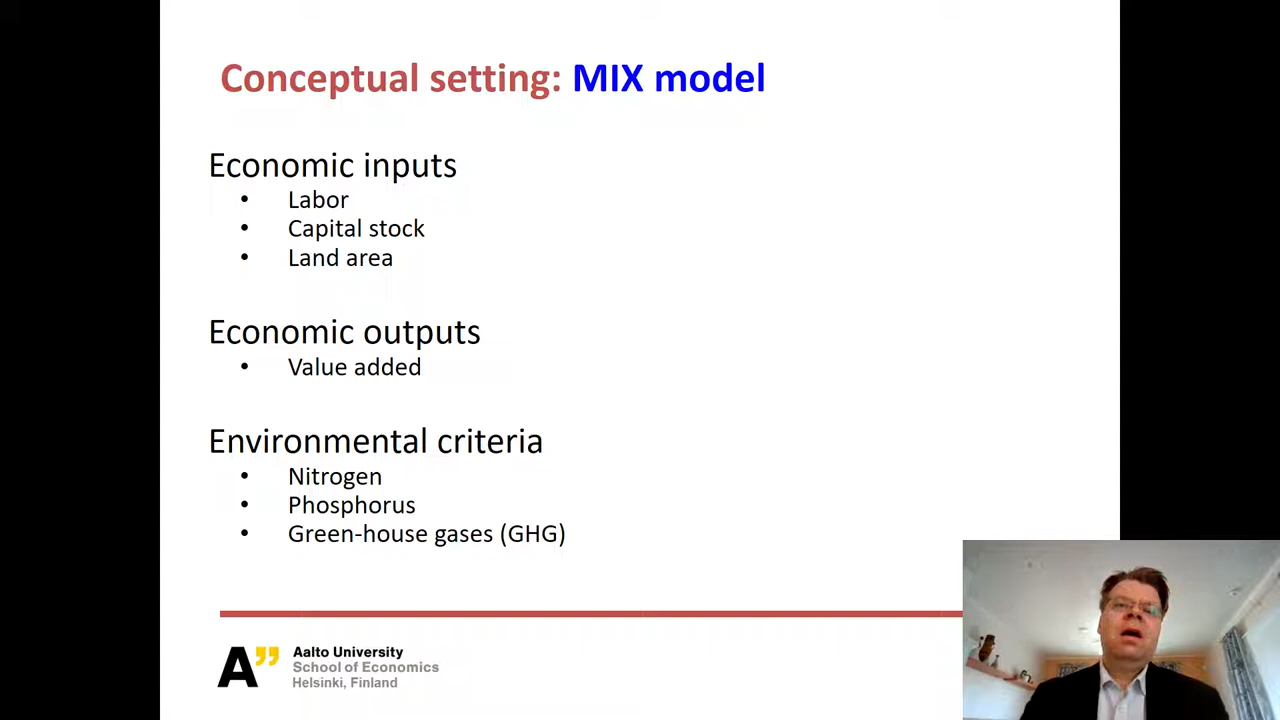 Conceptual setting: MIX model
Economic inputs
• Labor
• Capital stock
• Land area
Economic outputs
• Value added
Environmental criteria
• Nitrogen
• Phosphorus
• Green-house gases (GHG)
A”
Aalto University
School of Economics
Helsinki, Finland